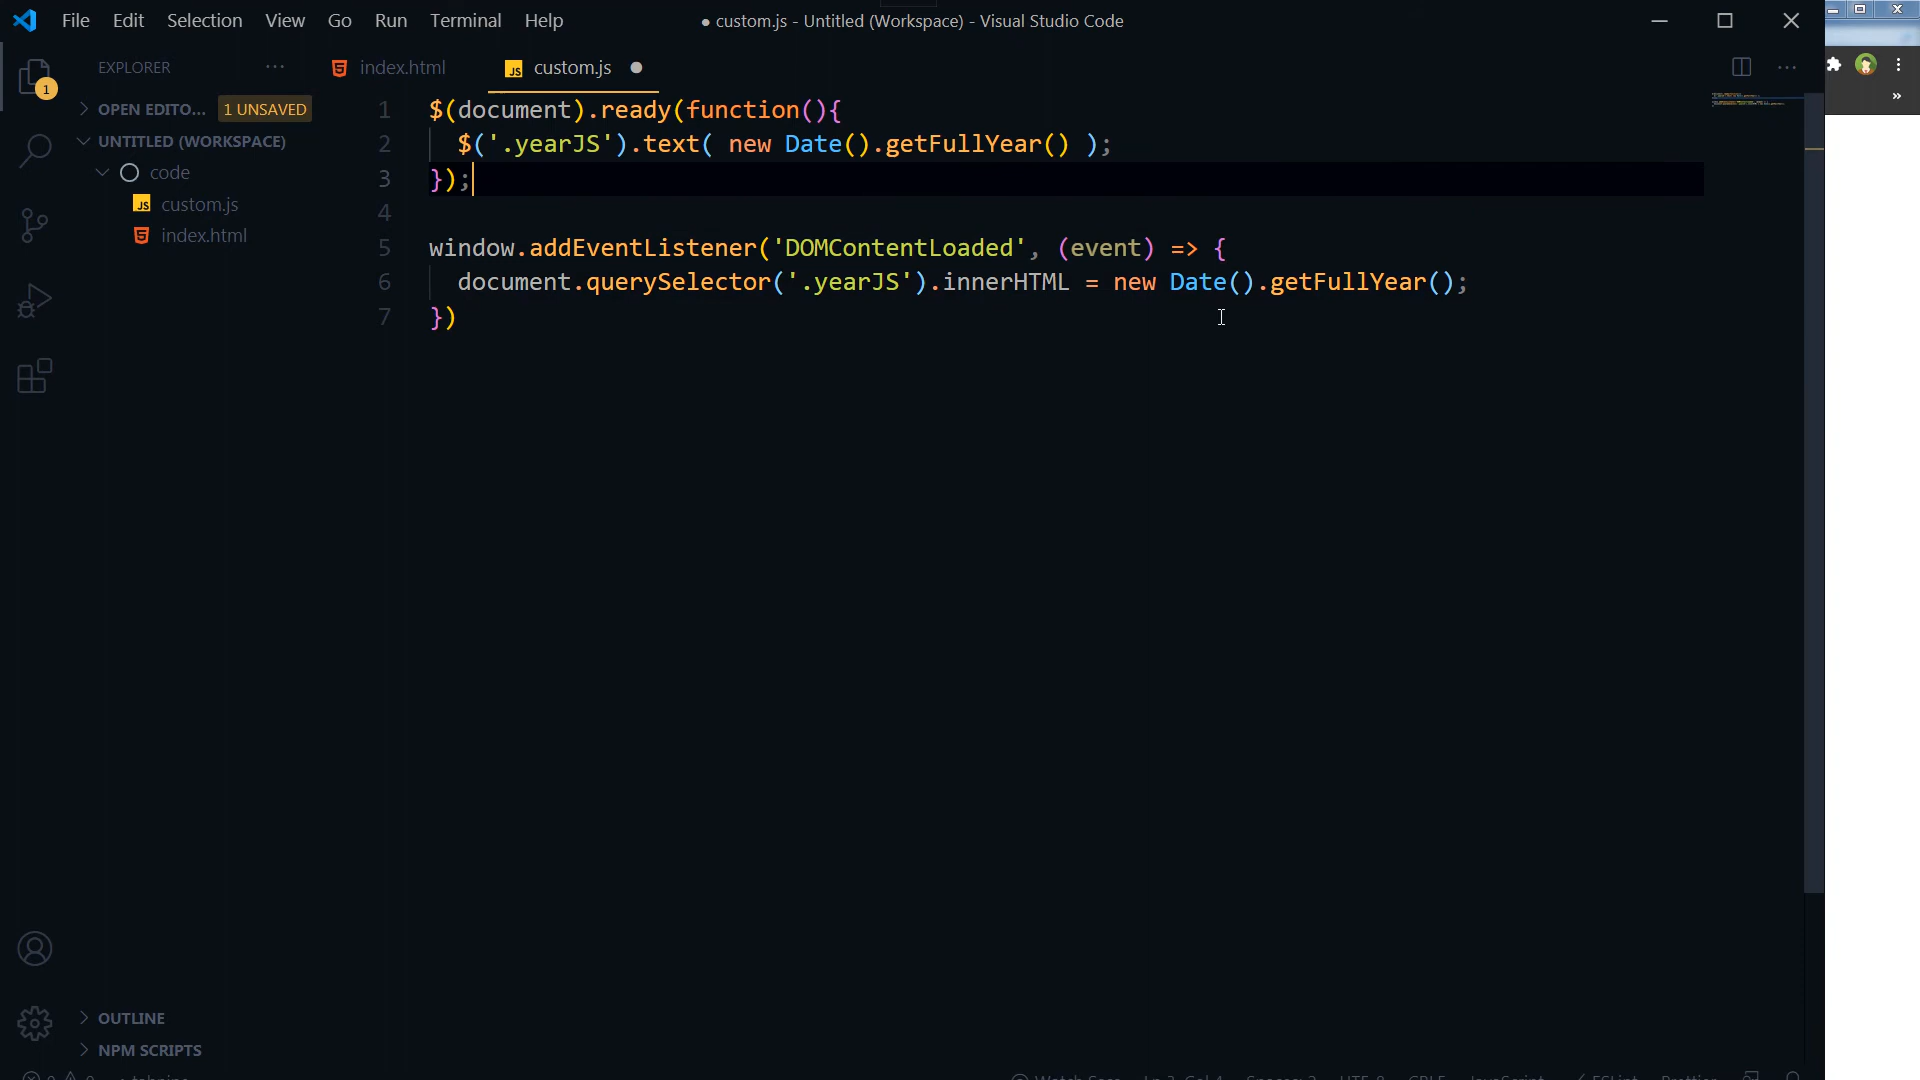 File Edit Selection View Go Run Terminal Help
● custom.js - Untitled (Workspace) - Visual Studio Code
EXPLORER ···
index.html
JS custom.js ●
1
OPEN EDITO... 1 UNSAVED
UNTITLED (WORKSPACE)
code
JS custom.js
index.html
1 $(document).ready(function(){
2 $('.yearJS').text( new Date().getFullYear() );
3 });
4
5 window.addEventListener('DOMContentLoaded', (event) => {
6 document.querySelector('.yearJS').innerHTML = new Date().getFullYear();
7 })
OUTLINE
NPM SCRIPTS